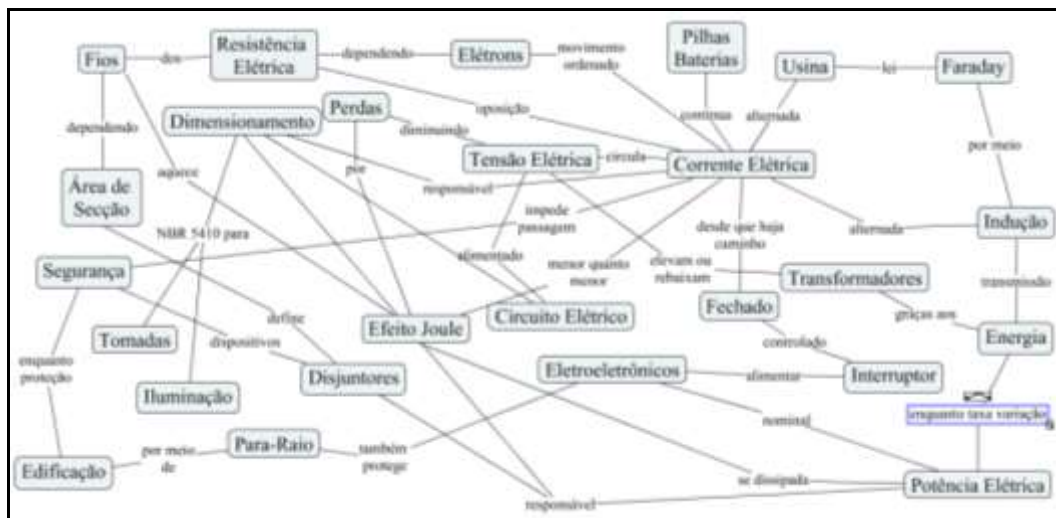 Pilhas
Baterias
Resistência
Elétrica
dependendo
Elétrons
movimento
ordenado
Fios
dos
Usina
lei
Faraday
Perdas
oposição
continua
alternada
Dimensionamento
diminuindo
dependendo
Tensão Elétrica
circula
Corrente Elétrica
por meio
aquece
por
Área de
Secção
responsável
impede
passagem
desde que haja
caminho
alternada
Indução
NBR 5410 para
alimentado
menor quanto
menor
elevam ou
rebaixam
Segurança
Transformadores
transmissão
Circuito Elétrico
Fechado
graças aos
define
Efeito Joule
Tomadas
dispositivos
controlado
Energia
enquanto
proteção
Disjuntores
Eletroeletrônicos
alimentar
Interruptor
Iluminação
enquanto taxa variação
nominal
Para-Raio
por meio
de
também
protege
Edificação
se dissipada
Potência Elétrica
responsável